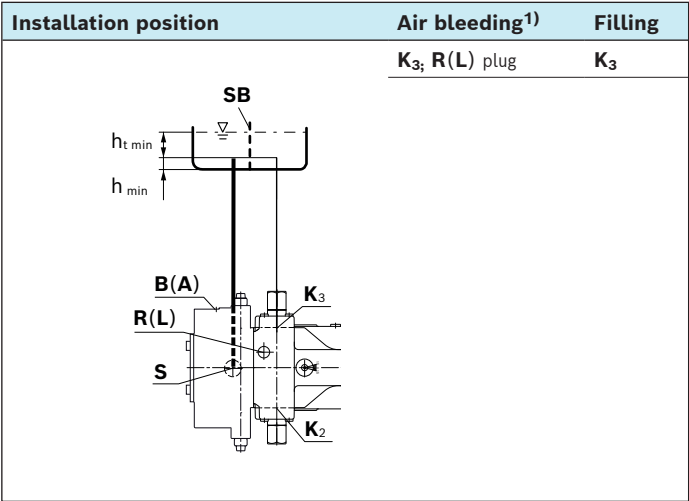 Installation position Air bleeding1) Filling
K3; R(L) plug K3
SB
ht min
h min
B(A)
K3
R(L)
S
K2